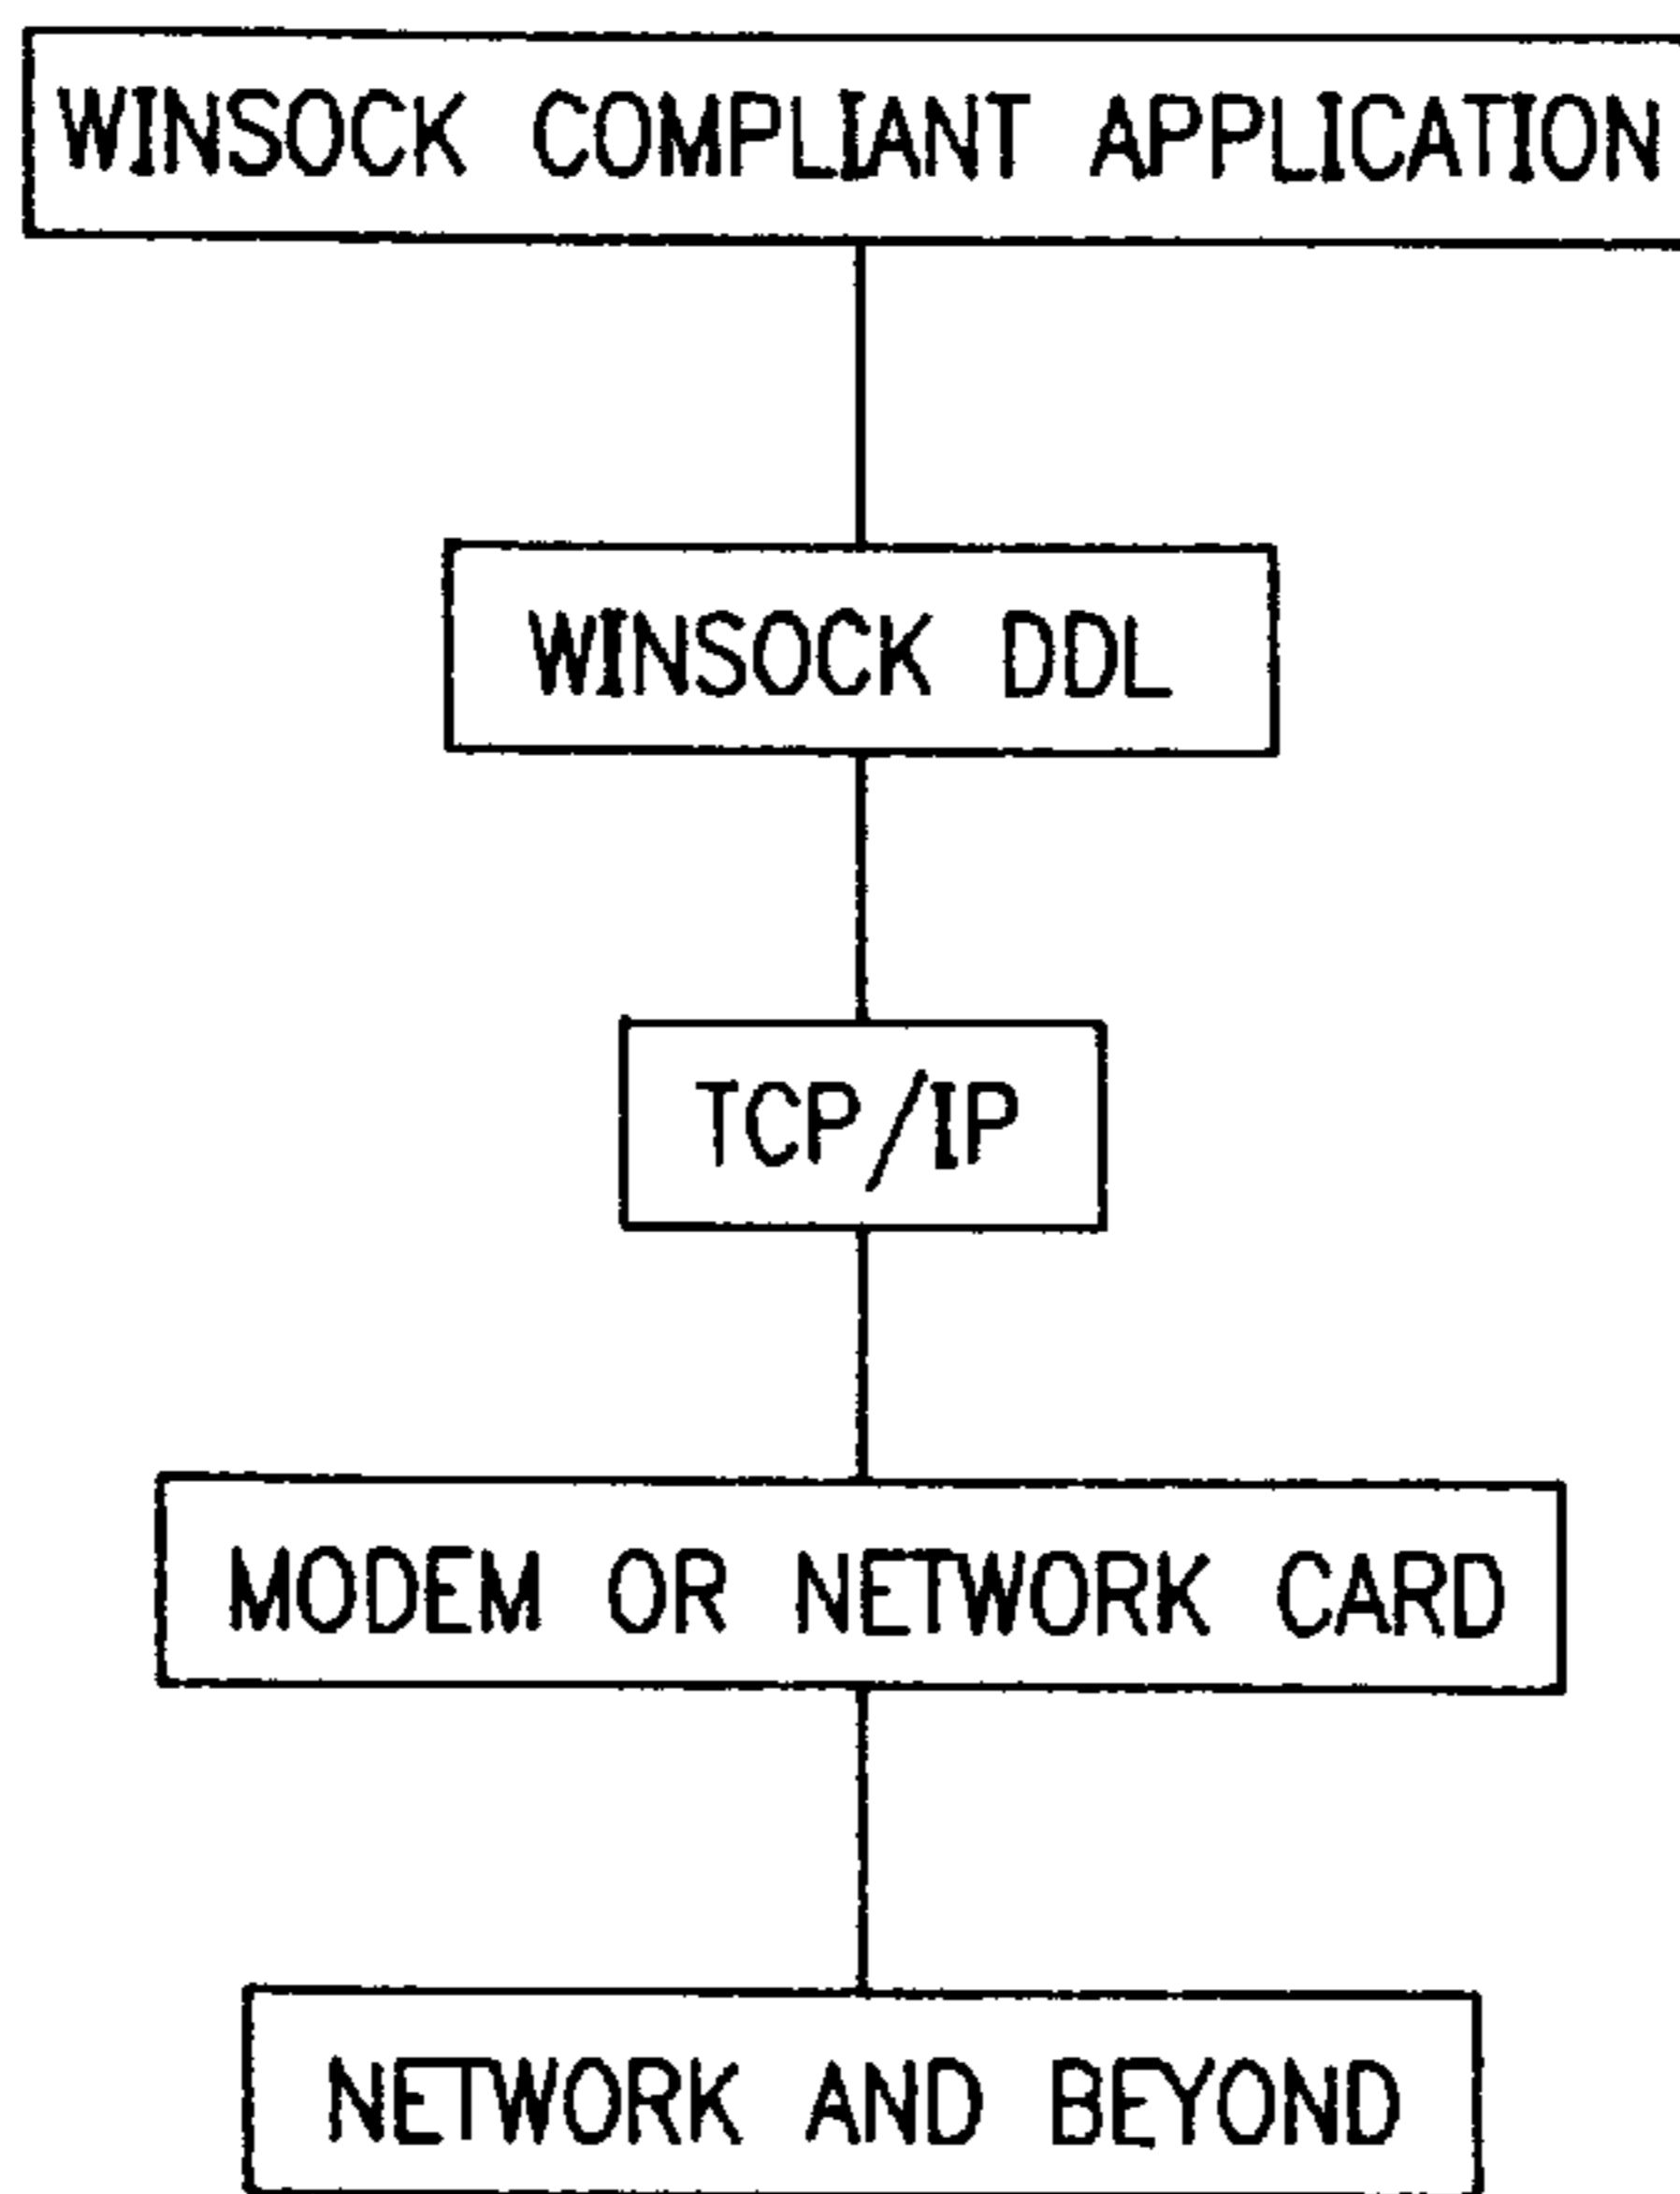 WINSOCK COMPLIANT APPLICATION
WINSOCK DDL
TCP/IP
MODEM OR NETWORK CARD
NETWORK AND BEYOND